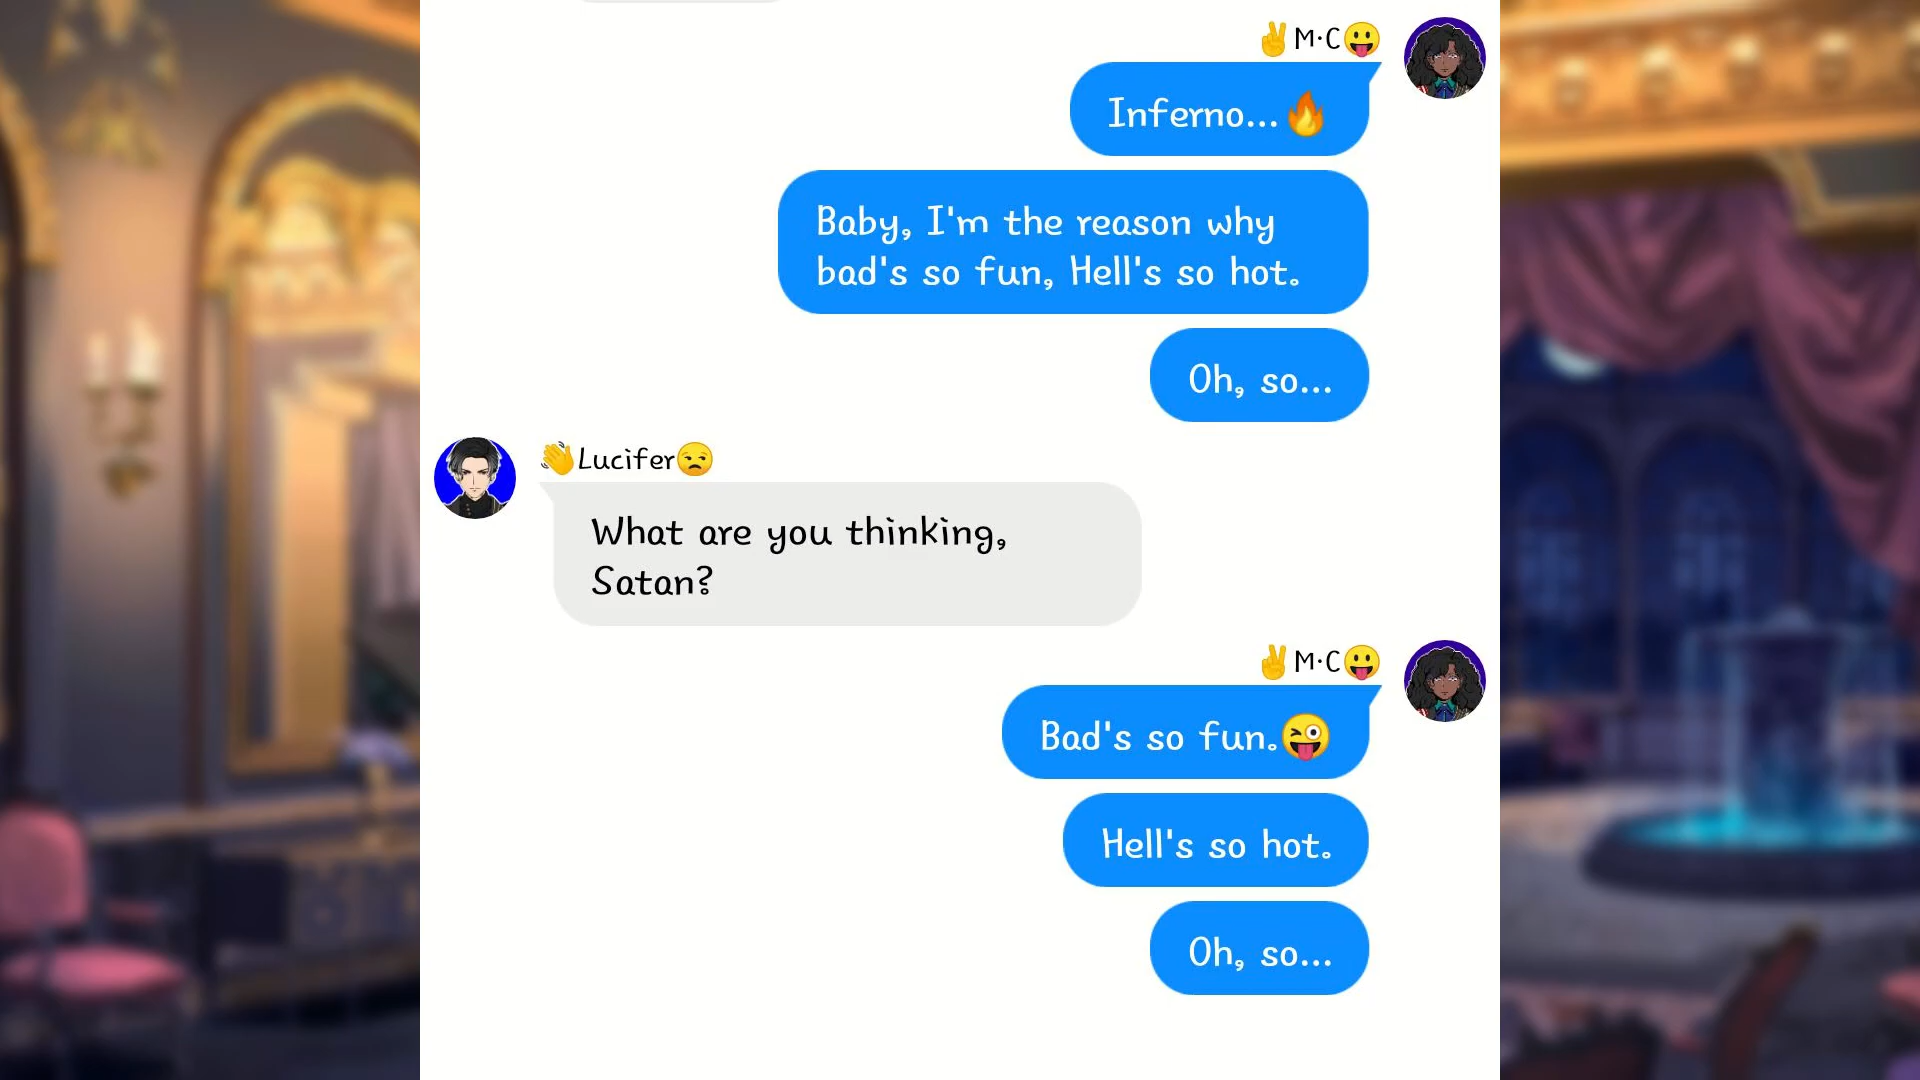 ✌M·C😛
Inferno...🔥
Baby, I'm the reason why
bad's so fun, Hell's so hot.
Oh, so...
👋Lucifer😒
What are you thinking,
Satan?
✌M·C😛
Bad's so fun.😜
Hell's so hot.
Oh, so...